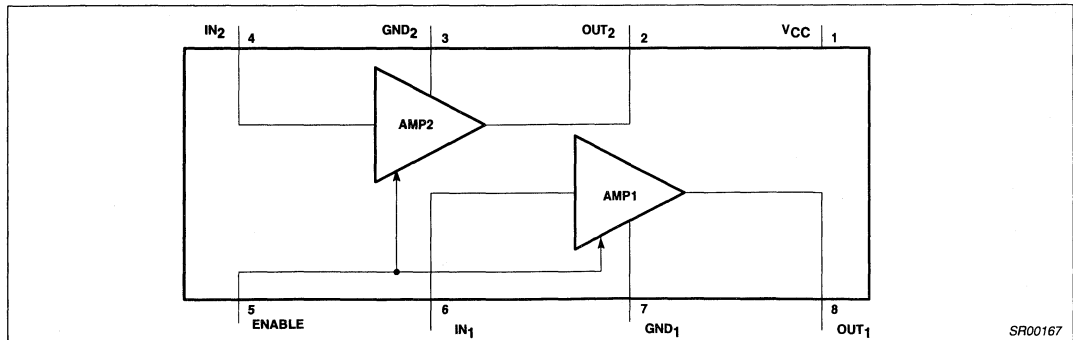 IN2 4 GND2 3 OUT2 2 VCC 1
AMP2
AMP1
5 6 7 8
ENABLE IN1 GND1 OUT1
SR00167